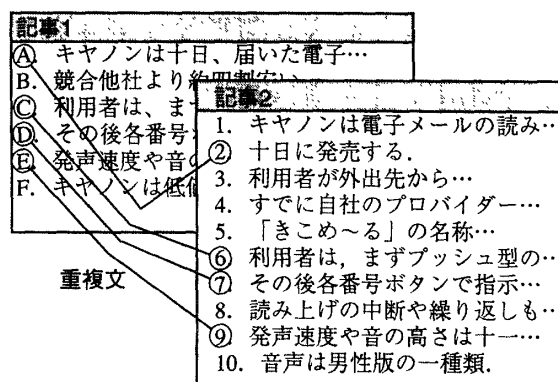 記事1
A. キヤノンは十日、届いた電子…
B. 競合他社より約四割安い
C. 利用者は、ま
D. その後各番号
E. 発声速度や音の
F. キヤノンは低価
記事2
1. キヤノンは電子メールの読み…
2 十日に発売する.
3. 利用者が外出先から…
4. すでに自社のプロバイダー…
5. 「きこめ〜る」の名称…
6 利用者は，まずプッシュ型の…
7 その後各番号ボタンで指示…
8. 読み上げの中断や繰り返しも…
9 発声速度や音の高さは十一…
10. 音声は男性版の一種類.
重複文